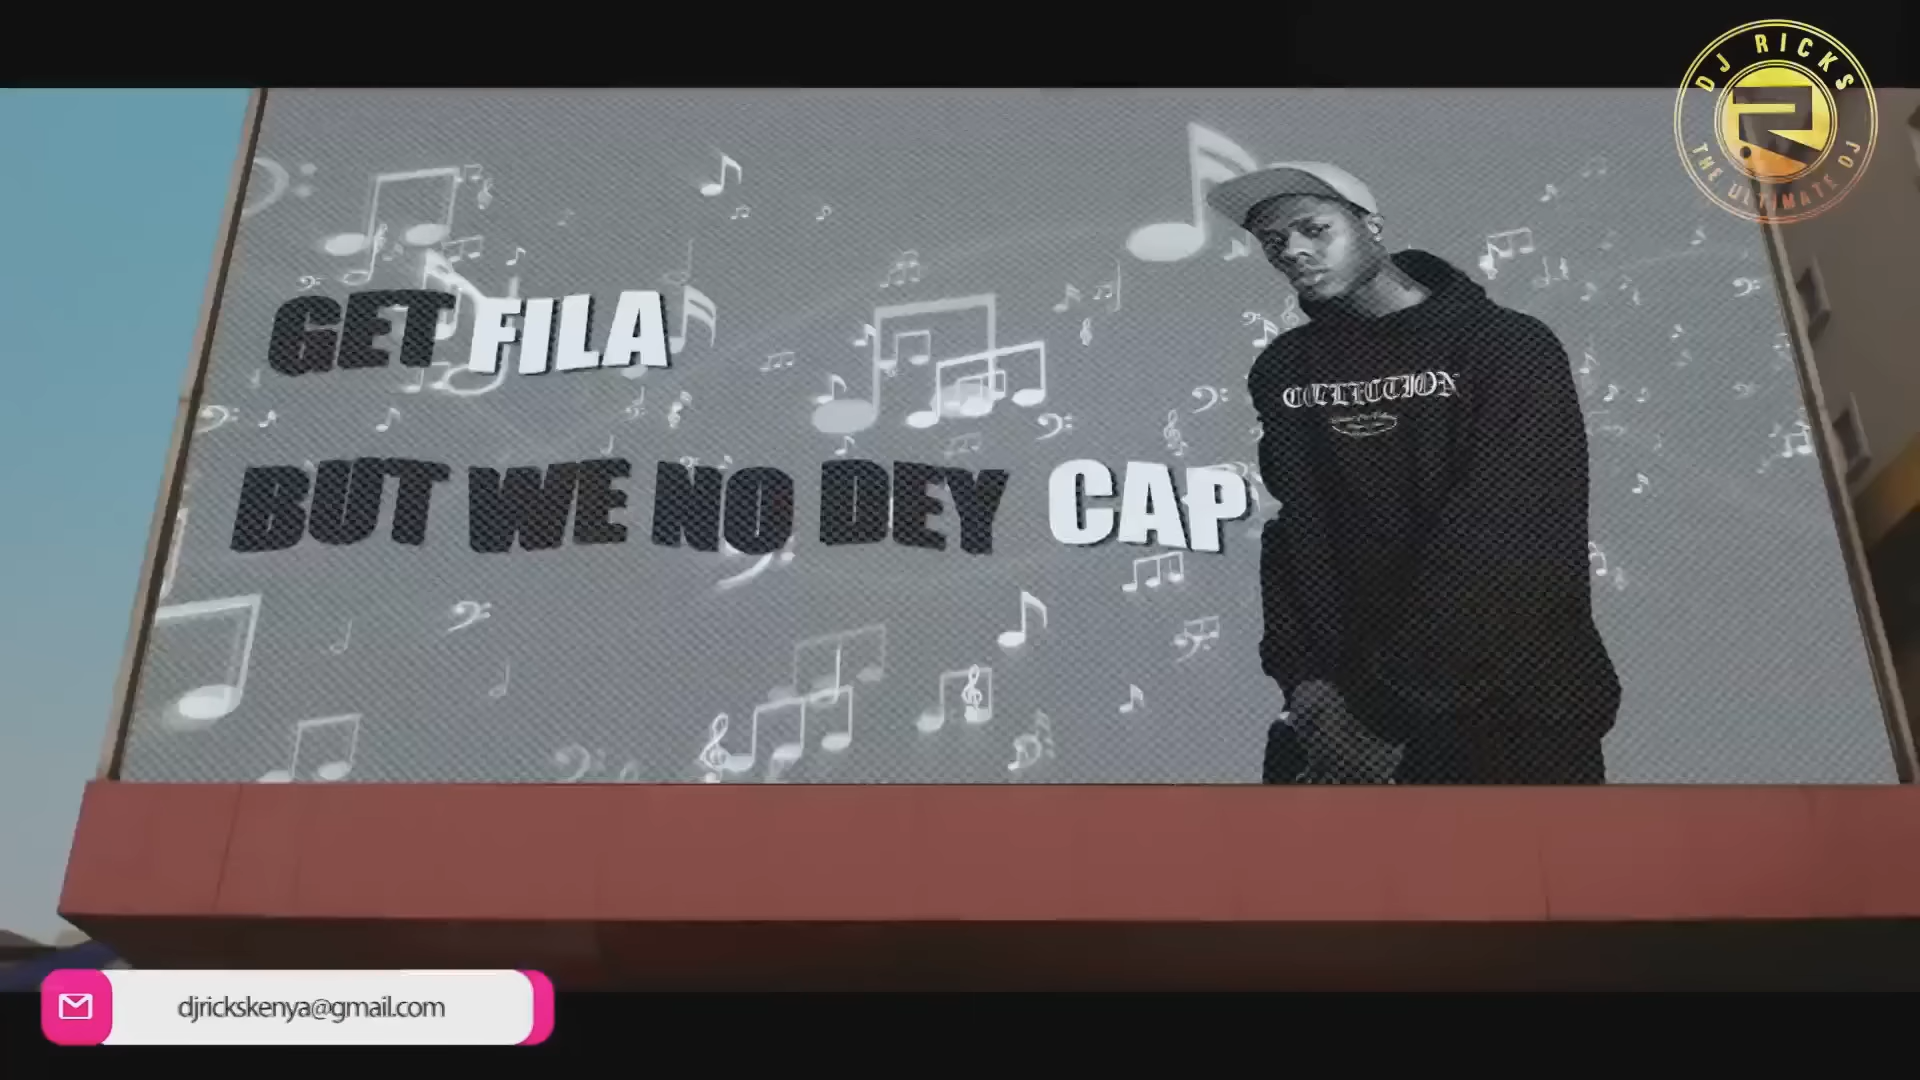 DJ RICKS
THE ULTIMATE DJ
GET FILA
BUT WE NO DEY CAP
COLLECTION
djrickskenya@gmail.com